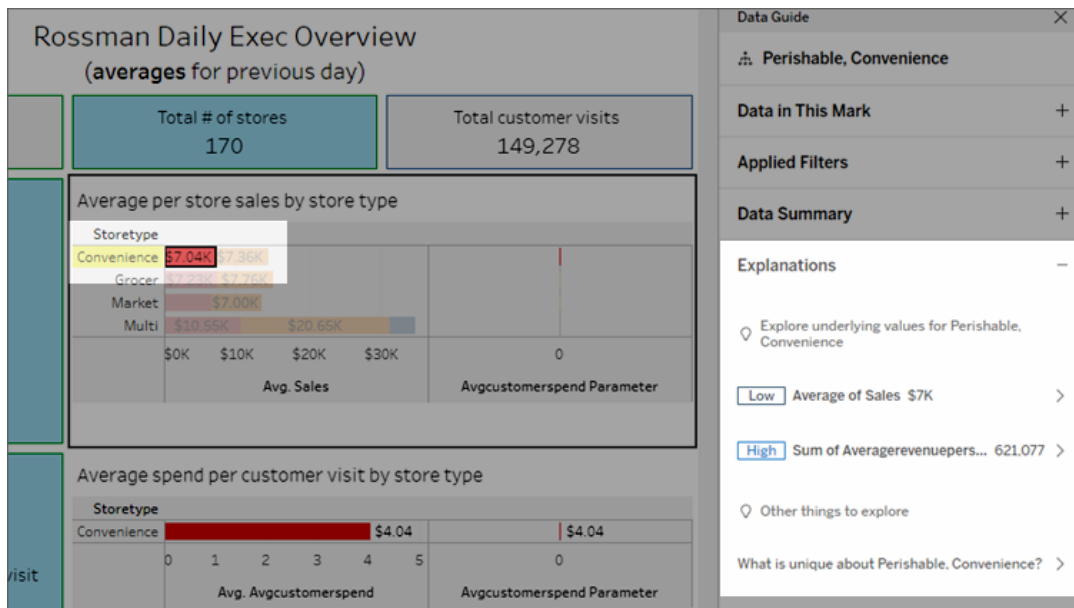 Rossman Daily Exec Overview
(averages for previous day)
Total # of stores
170
Total customer visits
149,278
Average per store sales by store type
Storetype
Convenience $7.04K $7.36K
Grocer $7.23K $7.76K
Market $7.00K
Multi $10.55K $20.65K
$0K $10K $20K $30K 0
Avg. Sales Avgcustomerspend Parameter
Average spend per customer visit by store type
Storetype
Convenience $4.04 $4.04
0 1 2 3 4 5 0
Avg. Avgcustomerspend Avgcustomerspend Parameter
visit
Data Guide
Perishable, Convenience
Data in This Mark
Applied Filters
Data Summary
Explanations
Explore underlying values for Perishable,
Convenience
Low Average of Sales $7K
High Sum of Averagerevenuepers... 621,077
Other things to explore
What is unique about Perishable, Convenience?